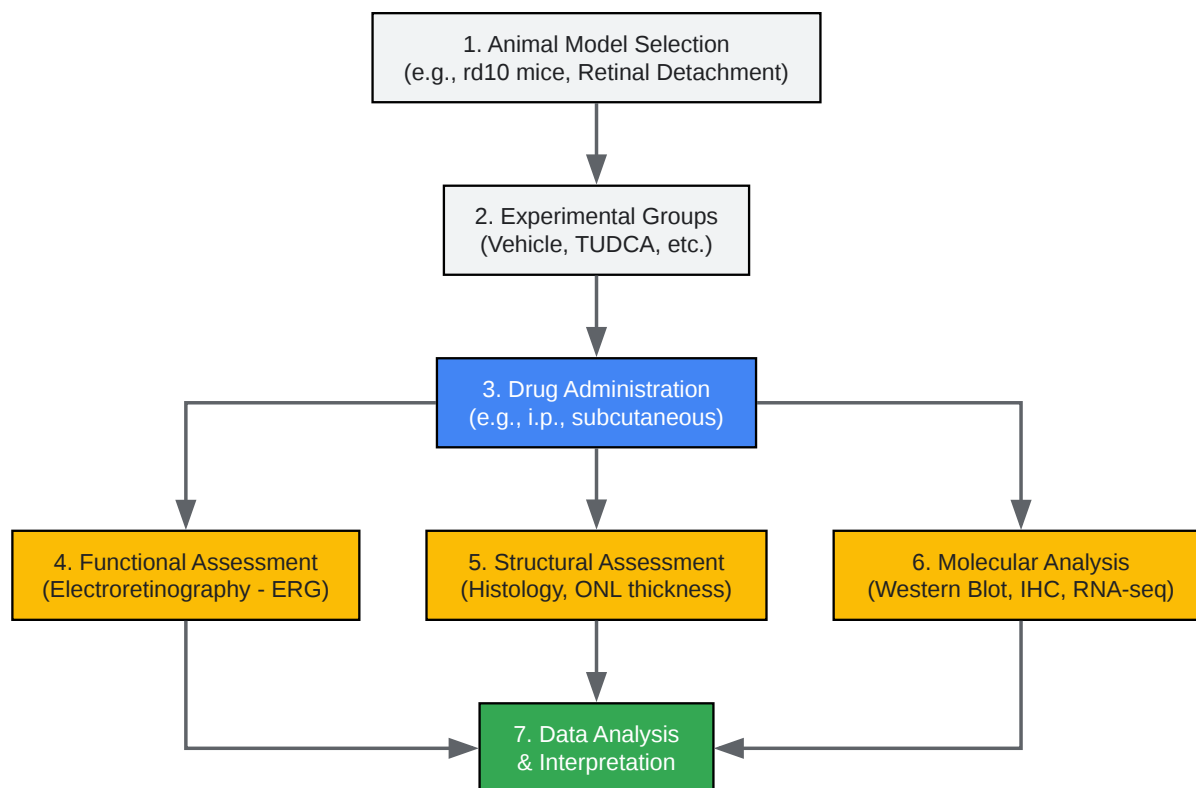 1. Animal Model Selection
(e.g., rd10 mice, Retinal Detachment)
2. Experimental Groups
(Vehicle, TUDCA, etc.)
3. Drug Administration
(e.g., i.p., subcutaneous)
4. Functional Assessment
(Electroretinography - ERG)
5. Structural Assessment
(Histology, ONL thickness)
6. Molecular Analysis
(Western Blot, IHC, RNA-seq)
7. Data Analysis
& Interpretation